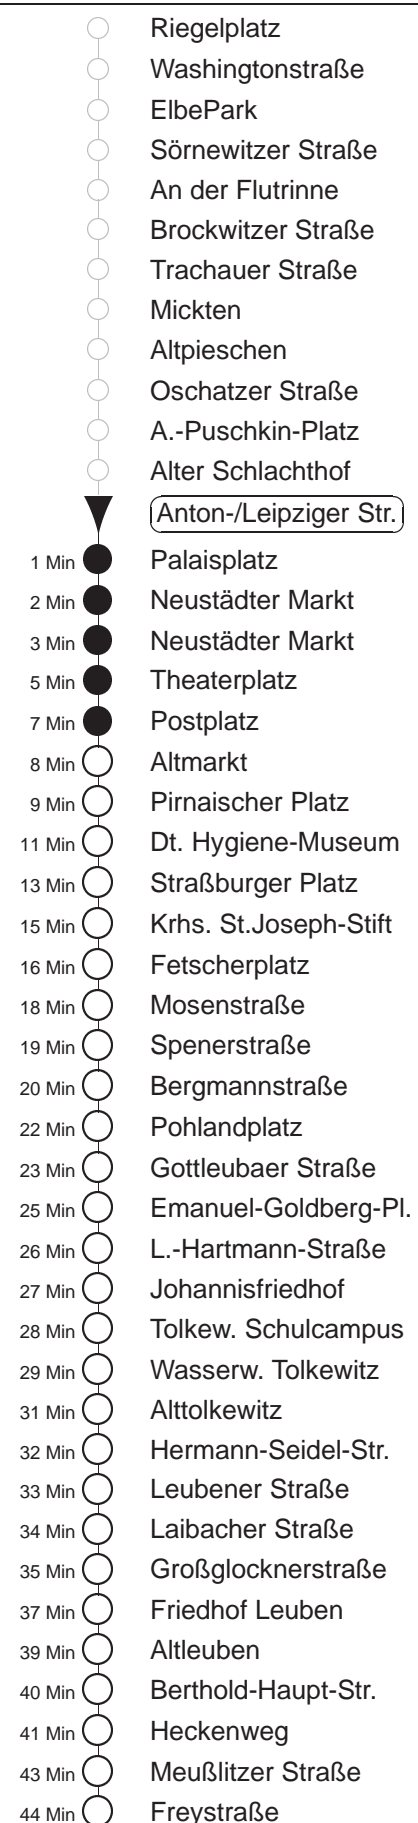 Riegelplatz
Washingtonstraße
ElbePark
Sörnewitzer Straße
An der Flutrinne
Brockwitzer Straße
Trachauer Straße
Mickten
Altpieschen
Oschatzer Straße
A.-Puschkin-Platz
Alter Schlachthof
Anton-/Leipziger Str.
1 Min Palaisplatz
2 Min Neustädter Markt
3 Min Neustädter Markt
5 Min Theaterplatz
7 Min Postplatz
8 Min Altmarkt
9 Min Pirnaischer Platz
11 Min Dt. Hygiene-Museum
13 Min Straßburger Platz
15 Min Krhs. St.Joseph-Stift
16 Min Fetscherplatz
18 Min Mosenstraße
19 Min Spenerstraße
20 Min Bergmannstraße
22 Min Pohlandplatz
23 Min Gottleubaer Straße
25 Min Emanuel-Goldberg-Pl.
26 Min L.-Hartmann-Straße
27 Min Johannisfriedhof
28 Min Tolkew. Schulcampus
29 Min Wasserw. Tolkewitz
31 Min Alttolkewitz
32 Min Hermann-Seidel-Str.
33 Min Leubener Straße
34 Min Laibacher Straße
35 Min Großglocknerstraße
37 Min Friedhof Leuben
39 Min Altleuben
40 Min Berthold-Haupt-Str.
41 Min Heckenweg
43 Min Meußlitzer Straße
44 Min Freystraße